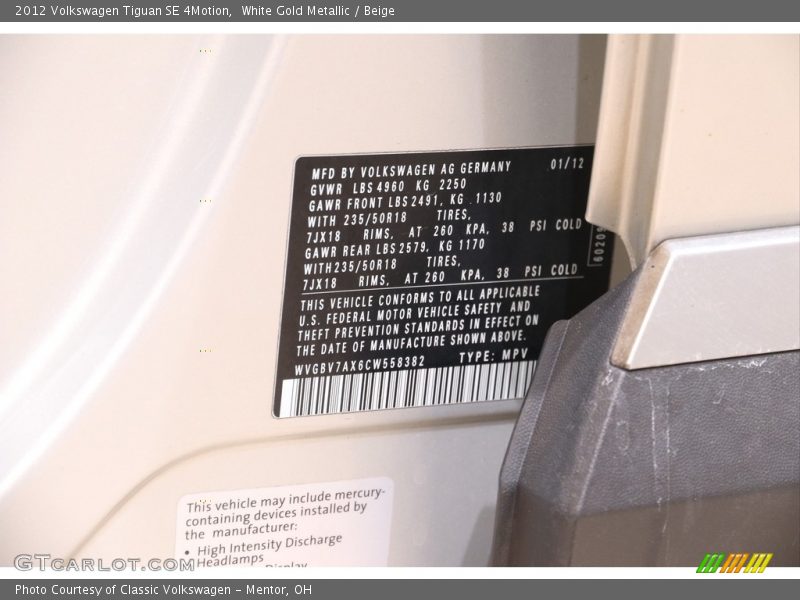 2012 Volkswagen Tiguan SE 4Motion,  White Gold Metallic / Beige
MFD BY VOLKSWAGEN AG GERMANY 01/12
GVWR LBS 4960 KG 2250
GAWR FRONT LBS 2491, KG 1130
WITH 235/50R18 TIRES,
7JX18 RIMS, AT 260 KPA, 38 PSI COLD
GAWR REAR LBS 2579, KG 1170
WITH 235/50R18 TIRES,
7JX18 RIMS, AT 260 KPA, 38 PSI COLD
THIS VEHICLE CONFORMS TO ALL APPLICABLE
U.S. FEDERAL MOTOR VEHICLE SAFETY AND
THEFT PREVENTION STANDARDS IN EFFECT ON
THE DATE OF MANUFACTURE SHOWN ABOVE.
WVGBV7AX6CW558382 TYPE: MPV
This vehicle may include mercury-
containing devices installed by
the manufacturer:
• High Intensity Discharge
Headlamps
Display
GTcarlot.com
Photo Courtesy of Classic Volkswagen - Mentor, OH